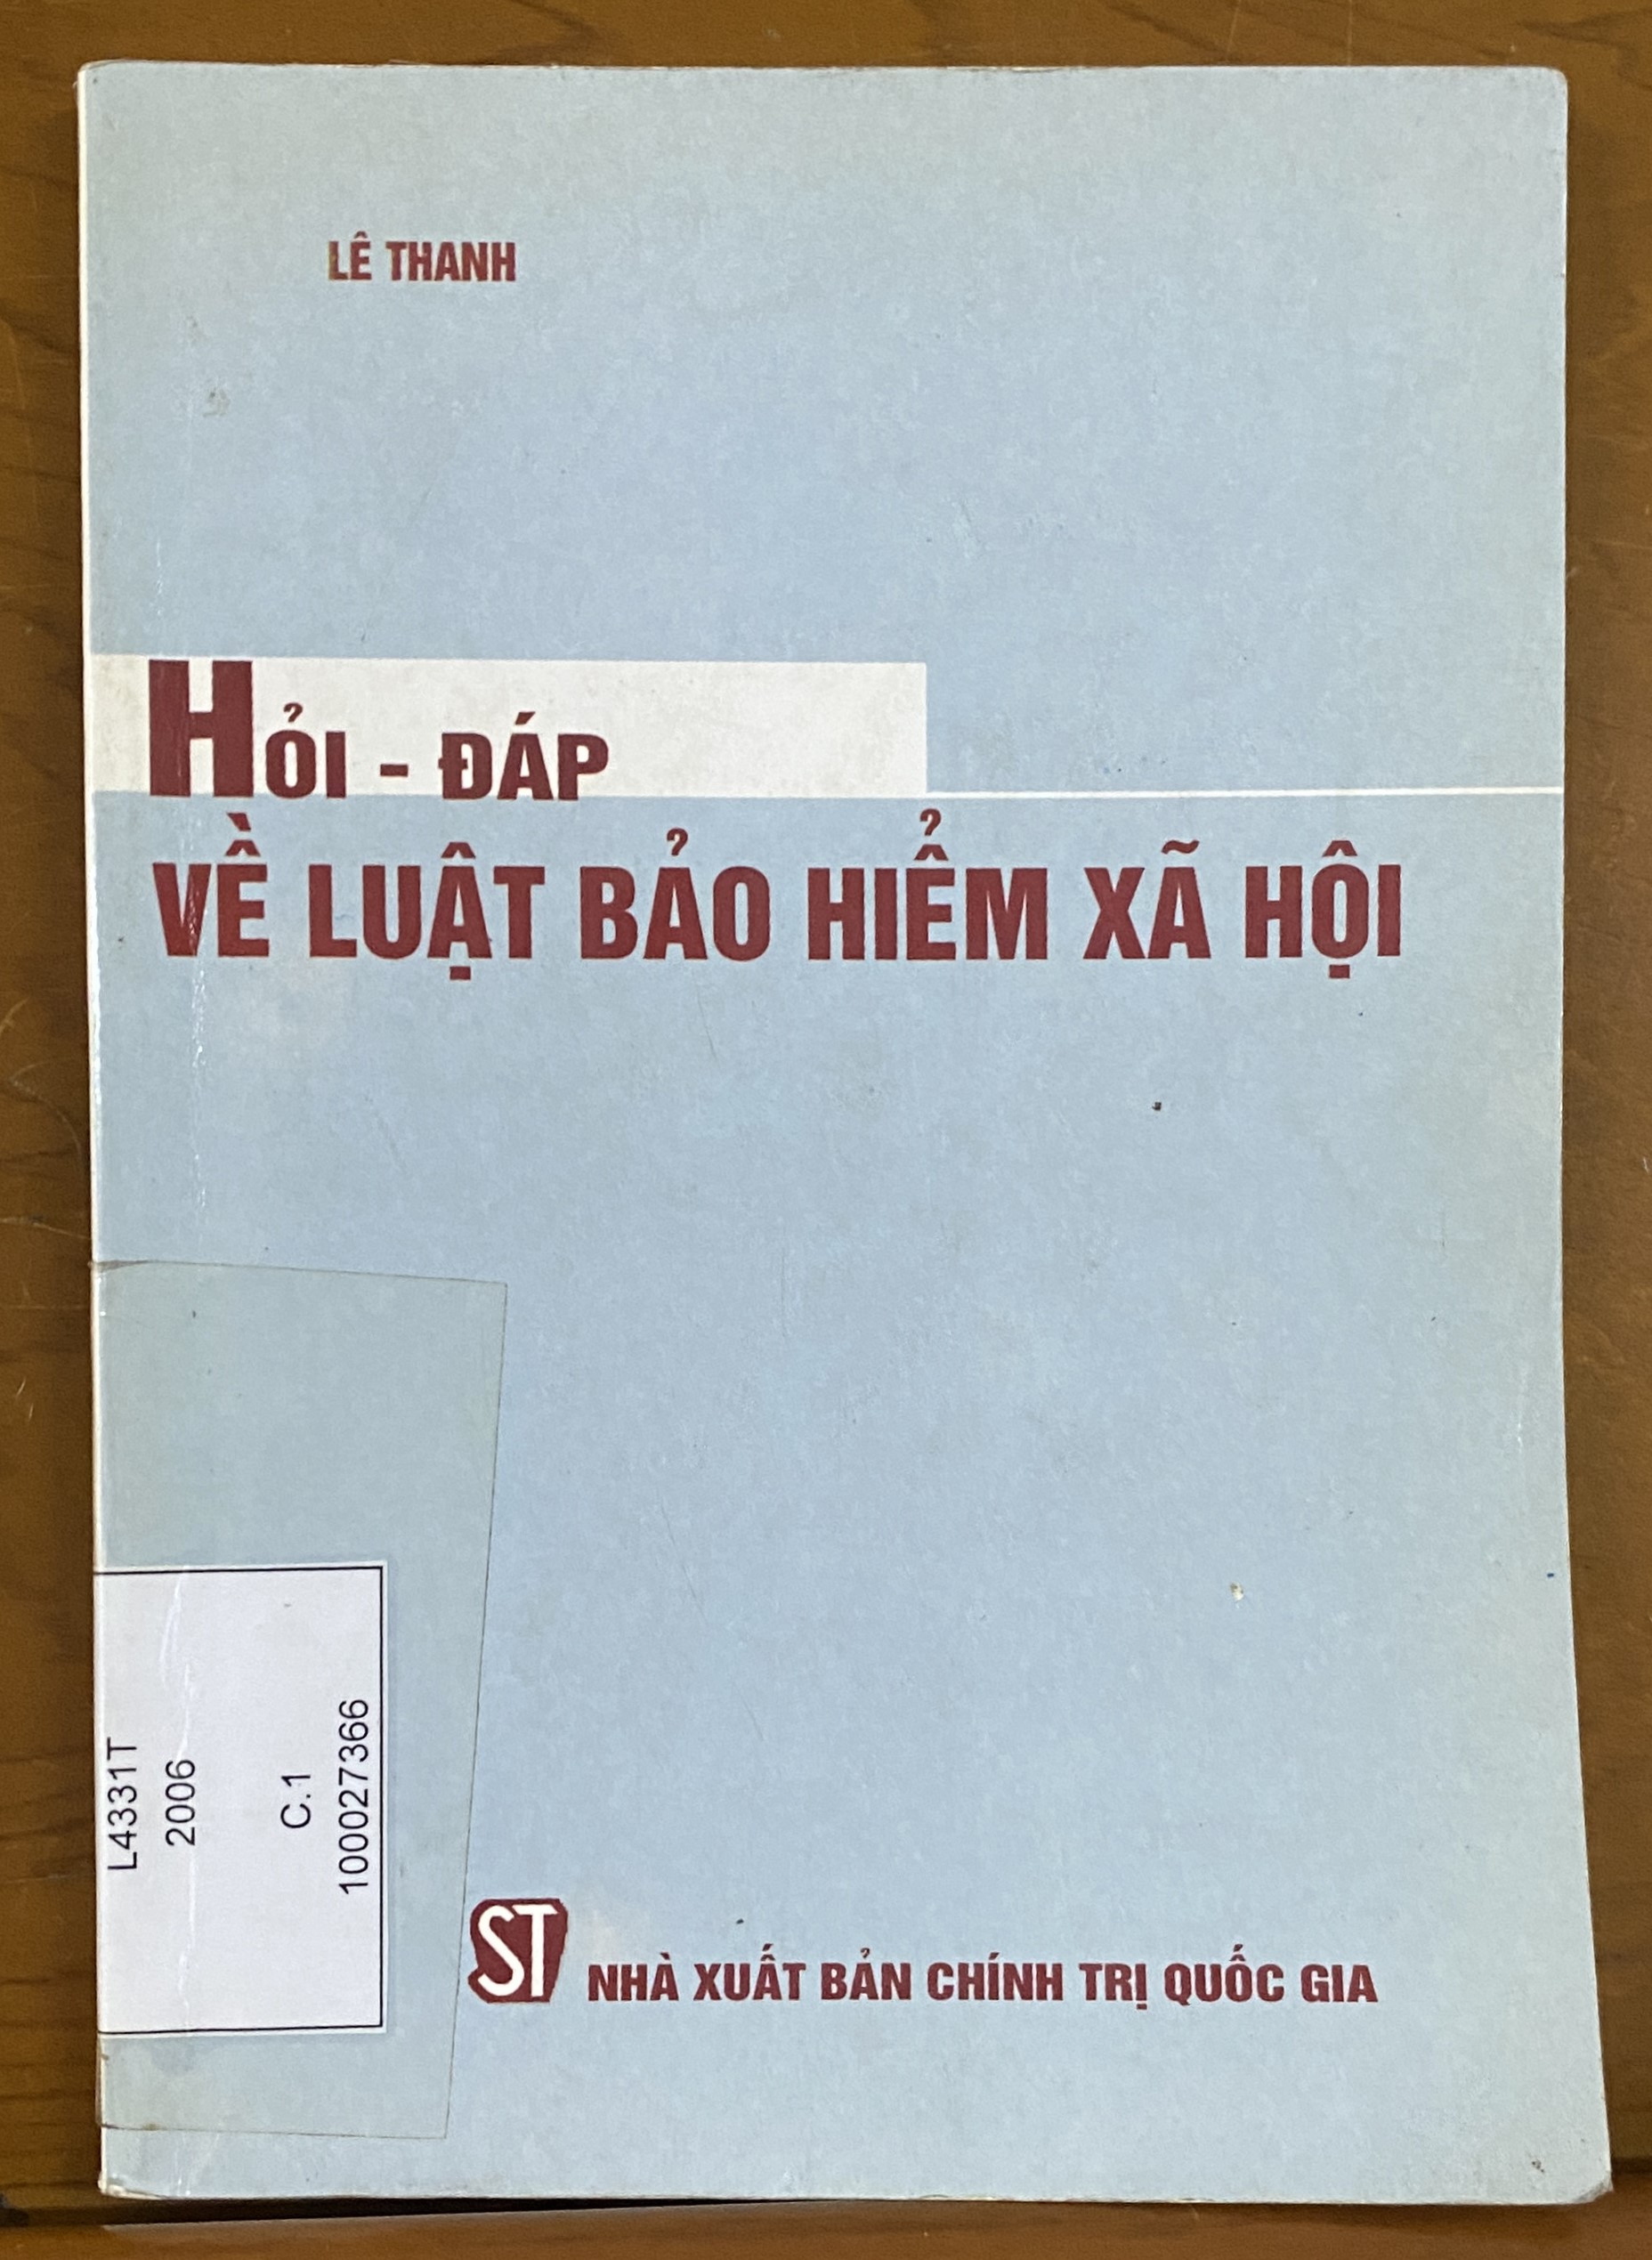 LÊ THANH
HỎI - ĐÁP
VỀ LUẬT BẢO HIỂM XÃ HỘI
L4331T
2006
C.1
100027366
ST
NHÀ XUẤT BẢN CHÍNH TRỊ QUỐC GIA